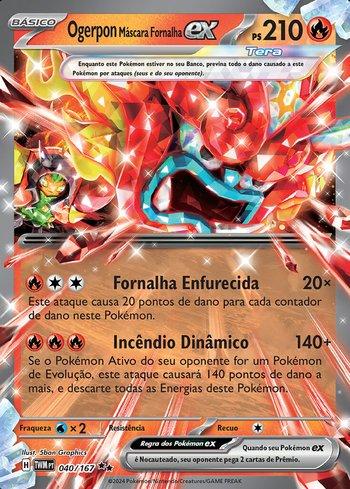 BÁSICO
Ogerpon Máscara Fornalha ex PS 210
Tera
Enquanto este Pokémon estiver no seu Banco, previna todo o dano causado a este
Pokémon por ataques (seus e do seu oponente).
Fornalha Enfurecida 20×
Este ataque causa 20 pontos de dano para cada contador
de dano neste Pokémon.
Incêndio Dinâmico 140+
Se o Pokémon Ativo do seu oponente for um Pokémon
de Evolução, este ataque causará 140 pontos de dano a
mais, e descarte todas as Energias deste Pokémon.
Fraqueza ×2 Resistência Recuo
Ilust. 5ban Graphics
Regra dos Pokémon ex
Quando seu Pokémon ex
é Nocauteado, seu oponente pega 2 cartas de Prêmio.
H TWM PT 040/167
©2024 Pokémon/Nintendo/Creatures/GAME FREAK